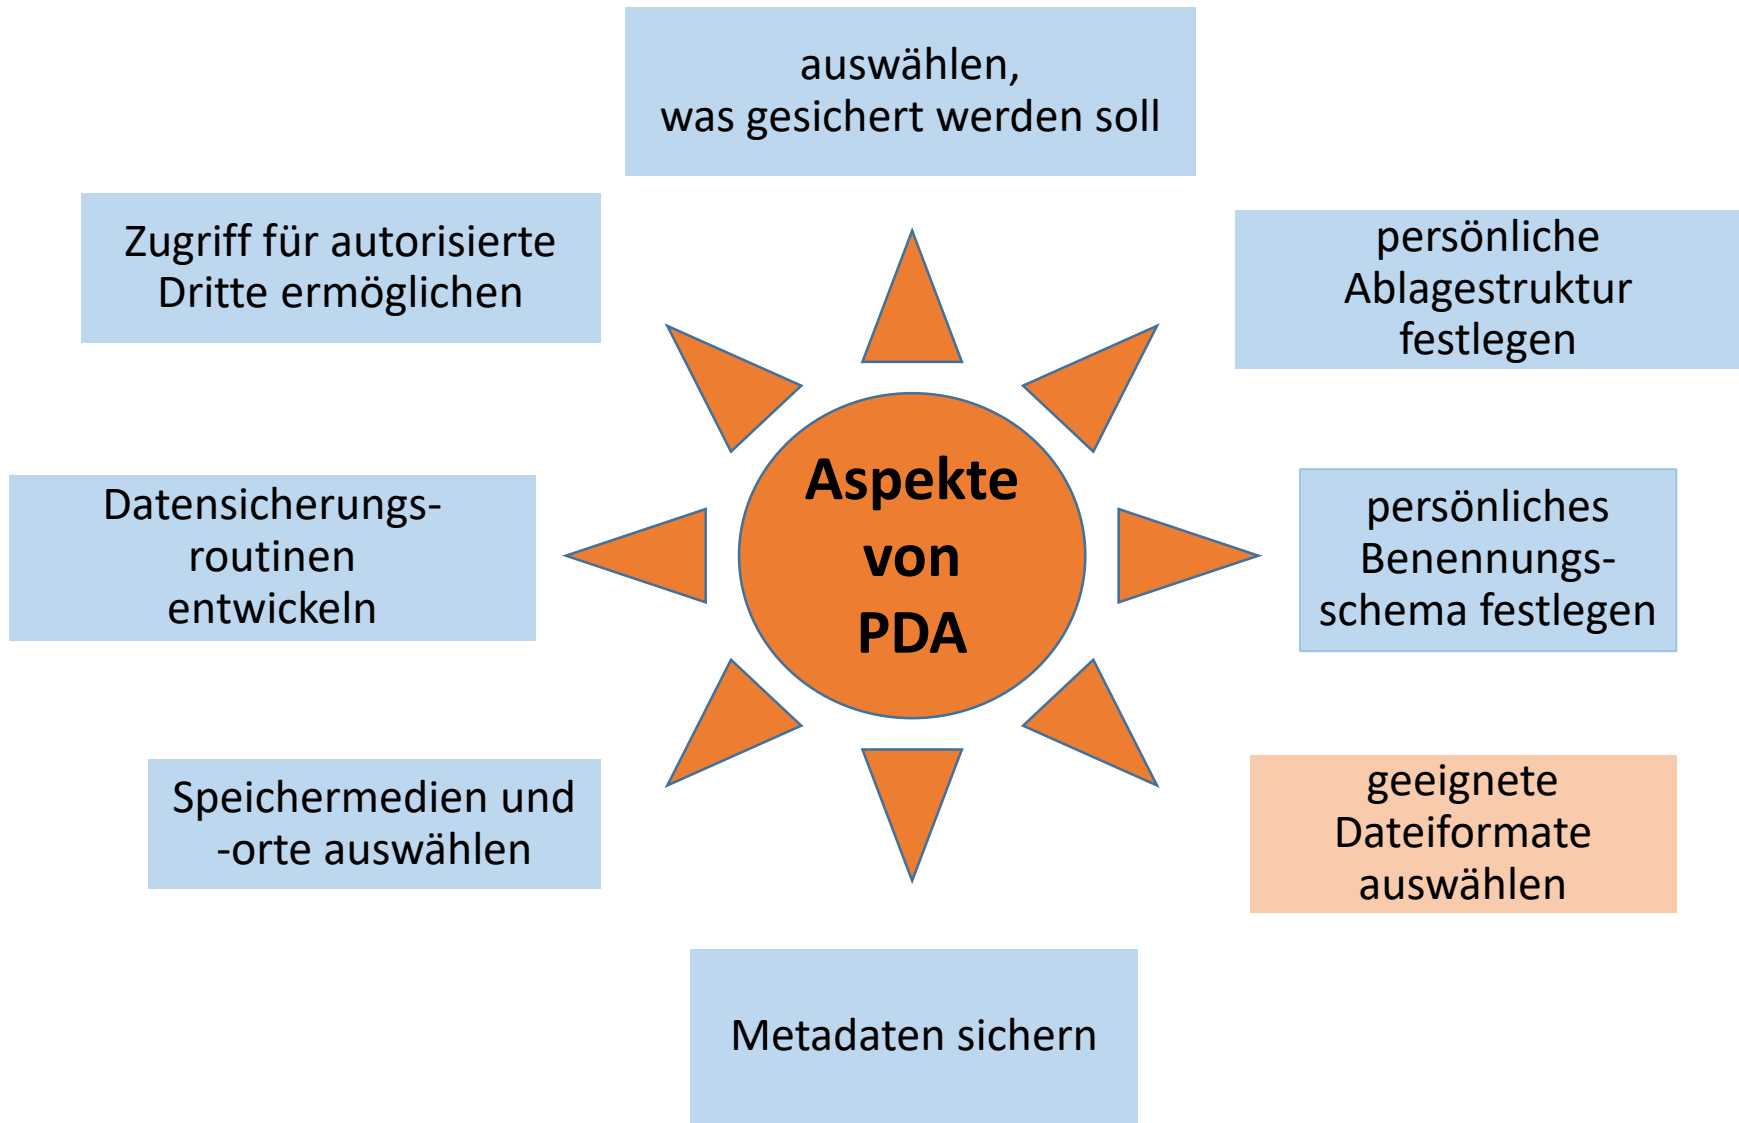 auswählen,
was gesichert werden soll
Zugriff für autorisierte
Dritte ermöglichen
persönliche
Ablagestruktur
festlegen
Aspekte
von
PDA
Datensicherungs-
routinen
entwickeln
persönliches
Benennungs-
schema festlegen
Speichermedien und
-orte auswählen
geeignete
Dateiformate
auswählen
Metadaten sichern